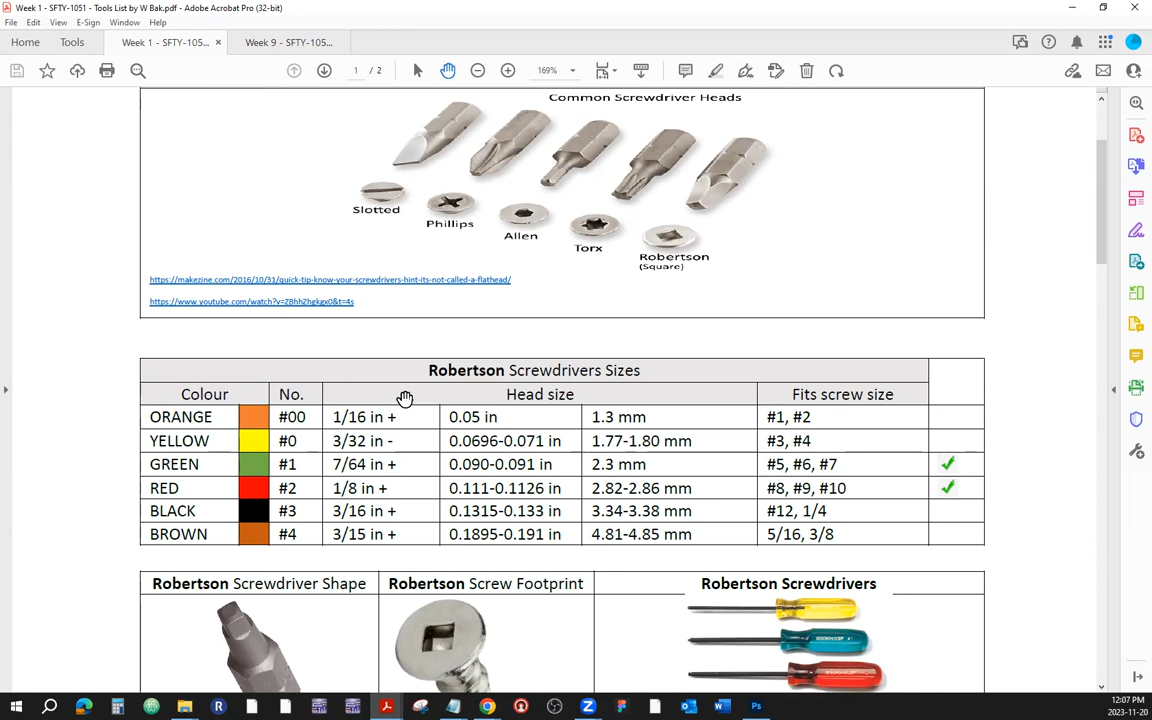 Week 1 - SFTY-1051 - Tools List by W Bak.pdf - Adobe Acrobat Pro (32-bit)
File Edit View E-Sign Window Help
Home Tools Week 1 - SFTY-105... × Week 9 - SFTY-105...
1 / 2 169%
Common Screwdriver Heads
Slotted
Phillips
Allen
Torx
Robertson
(Square)
https://makezine.com/2016/10/31/quick-tip-know-your-screwdrivers-hint-its-not-called-a-flathead/
https://www.youtube.com/watch?v=ZBhhZhgkgx0&t=4s
Robertson Screwdrivers Sizes
Colour No. Head size Fits screw size
ORANGE #00 1/16 in + 0.05 in 1.3 mm #1, #2
YELLOW #0 3/32 in - 0.0696-0.071 in 1.77-1.80 mm #3, #4
GREEN #1 7/64 in + 0.090-0.091 in 2.3 mm #5, #6, #7
RED #2 1/8 in + 0.111-0.1126 in 2.82-2.86 mm #8, #9, #10
BLACK #3 3/16 in + 0.1315-0.133 in 3.34-3.38 mm #12, 1/4
BROWN #4 3/15 in + 0.1895-0.191 in 4.81-4.85 mm 5/16, 3/8
Robertson Screwdriver Shape Robertson Screw Footprint Robertson Screwdrivers
12:07 PM
2023-11-20